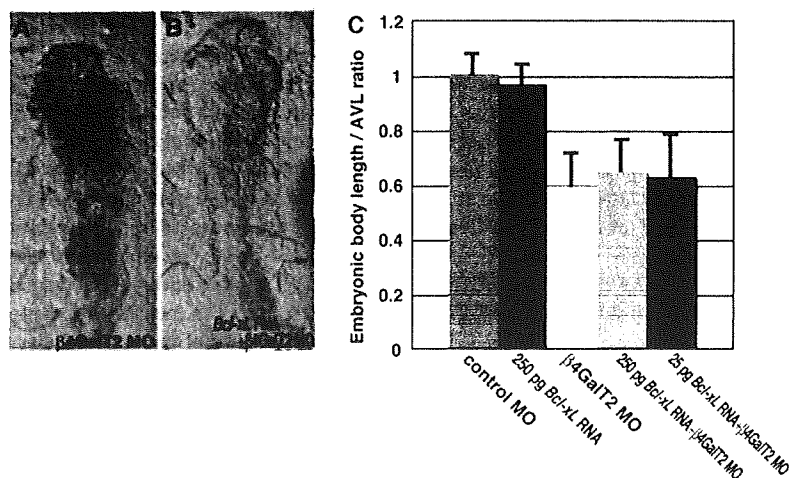 A
B
β4GalT2 MO
Bcl-xL RNA
C
Embryonic body length / AVL ratio
1.2
1
0.8
0.6
0.4
0.2
0
control MO
250 pg Bcl-xL RNA
β4GalT2 MO
250 pg Bcl-xL RNA-β4GalT2 MO
25 pg Bcl-xL RNA-β4GalT2 MO